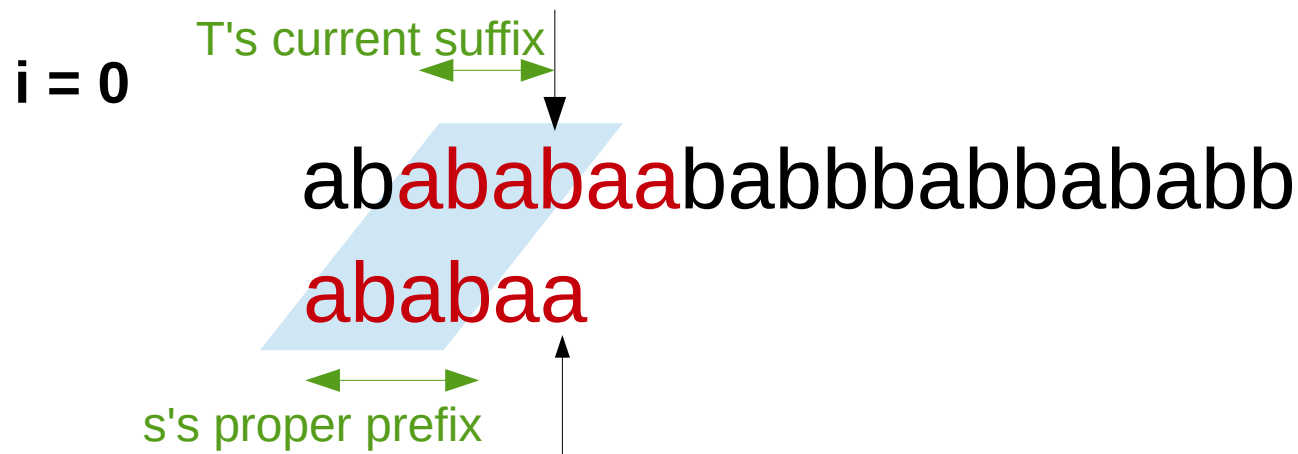 T's current suffix
i = 0
abababaababbbabbababb
ababaa
s's proper prefix